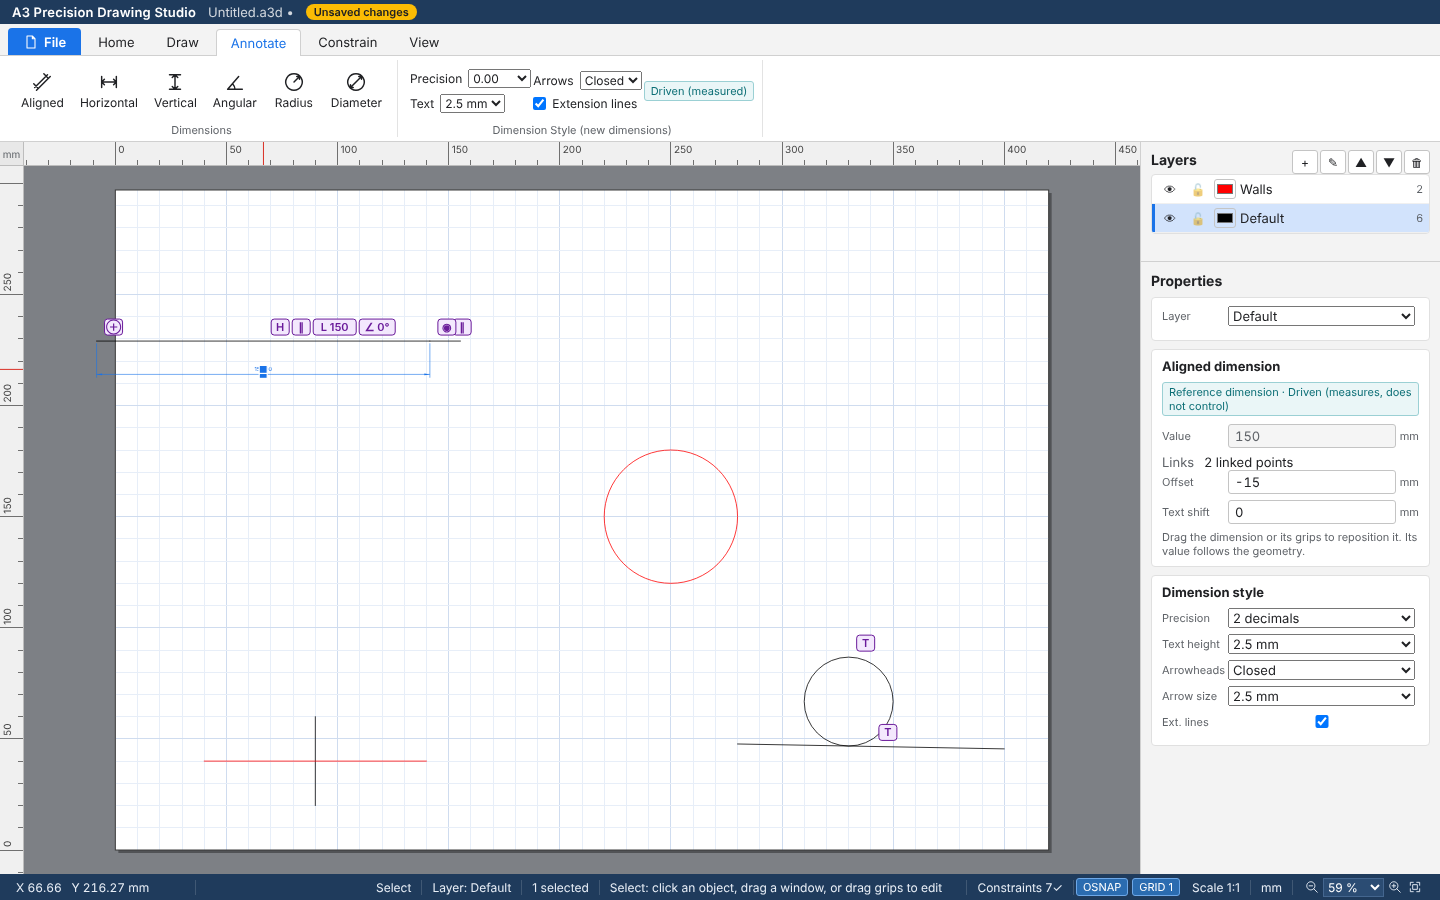 A3 Precision Drawing Studio Untitled.a3d • Unsaved changes
File Home Draw Annotate Constrain View
Aligned Horizontal Vertical Angular Radius Diameter
Dimensions
Precision 0.00 Arrows Closed
Text 2.5 mm Extension lines
Driven (measured)
Dimension Style (new dimensions)
mm 0 50 100 150 200 250 300 350 400 450
250
200
150
100
50
0
H ∥ L 150 ∠ 0° ◉ ∥
T
T
Layers
+ ✎ ▲ ▼
Walls 2
Default 6
Properties
Layer Default
Aligned dimension
Reference dimension · Driven (measures, does
not control)
Value 150 mm
Links 2 linked points
Offset -15 mm
Text shift 0 mm
Drag the dimension or its grips to reposition it. Its
value follows the geometry.
Dimension style
Precision 2 decimals
Text height 2.5 mm
Arrowheads Closed
Arrow size 2.5 mm
Ext. lines
X 66.66 Y 216.27 mm Select Layer: Default 1 selected Select: click an object, drag a window, or drag grips to edit Constraints 7✓ OSNAP GRID 1 Scale 1:1 mm 59 %